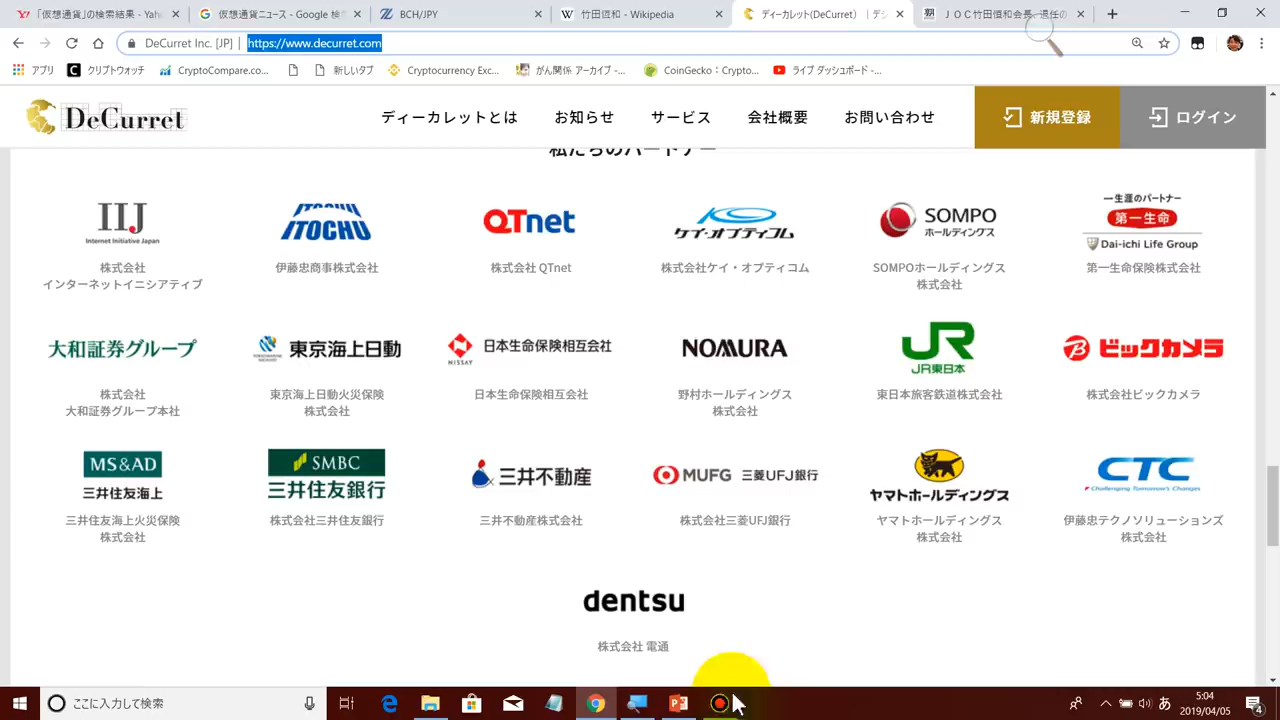 「仮想通貨」の検索結果 - Yaho
仮想通貨ニュース - Google 検
BCH/JPY
竹田恆和 - Wikipedia
ディーカレット(DeCurret) | デジ
ＪＯＣ竹田恒和会長、退任の
DeCurret Inc. [JP] | https://www.decurret.com
アプリ
クリプトウォッチ
CryptoCompare.co...
新しいタブ
Cryptocurrency Exc...
がん関係 アーカイブ - ...
CoinGecko：Crypto...
ライブ ダッシュボード - ...
DeCurret
ディーカレットとは
お知らせ
サービス
会社概要
お問い合わせ
新規登録
ログイン
私たちのパートナー
IIJ
Internet Initiative Japan
株式会社
インターネットイニシアティブ
ITOCHU
ITOCHU
伊藤忠商事株式会社
QTnet
株式会社 QTnet
ケイ・オプティコム
株式会社ケイ・オプティコム
SOMPO
ホールディングス
SOMPOホールディングス
株式会社
一生涯のパートナー
第一生命
Dai-ichi Life Group
第一生命保険株式会社
大和証券グループ
株式会社
大和証券グループ本社
東京海上日動
東京海上日動火災保険
株式会社
NISSAY
日本生命保険相互会社
日本生命保険相互会社
NOMURA
野村ホールディングス
株式会社
JR
JR東日本
東日本旅客鉄道株式会社
ビックカメラ
株式会社ビックカメラ
MS&AD
三井住友海上
三井住友海上火災保険
株式会社
SMBC
三井住友銀行
株式会社三井住友銀行
三井不動産
三井不動産株式会社
MUFG 三菱UFJ銀行
株式会社三菱UFJ銀行
ヤマトホールディングス
ヤマトホールディングス
株式会社
CTC
Challenging Tomorrow's Changes
伊藤忠テクノソリューションズ
株式会社
dentsu
株式会社 電通
ここに入力して検索
あ
5:04
2019/04/05
4